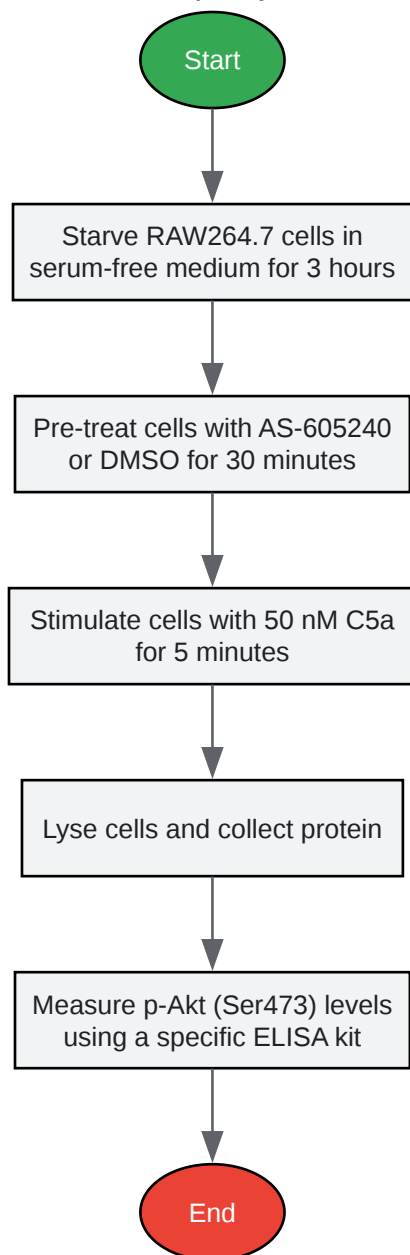 Start
Starve RAW264.7 cells in
serum-free medium for 3 hours
Pre-treat cells with AS-605240
or DMSO for 30 minutes
Stimulate cells with 50 nM C5a
for 5 minutes
Lyse cells and collect protein
Measure p-Akt (Ser473) levels
using a specific ELISA kit
End